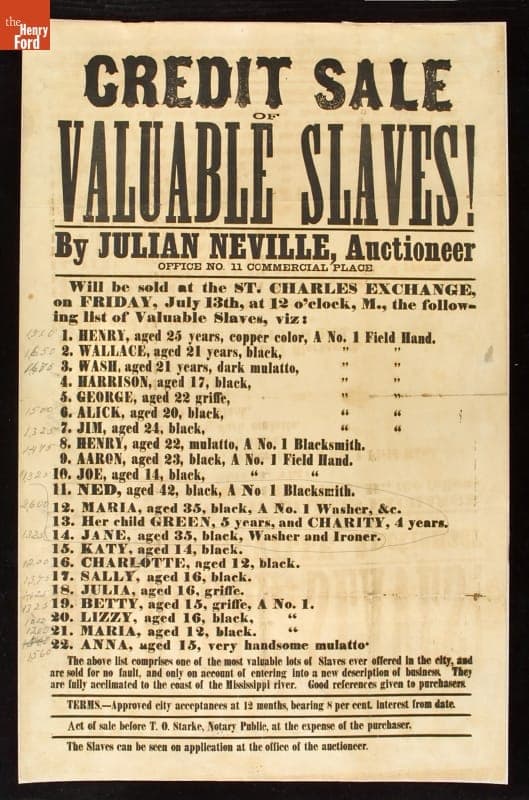 the
Henry
Ford
CREDIT SALE
OF
VALUABLE SLAVES!
By JULIAN NEVILLE, Auctioneer
OFFICE NO. 11 COMMERCIAL PLACE.
Will be sold at the ST. CHARLES EXCHANGE,
on FRIDAY, July 13th, at 12 o'clock, M., the follow-
ing list of Valuable Slaves, viz:
1. HENRY, aged 25 years, copper color, A No. 1 Field Hand.
1650 2. WALLACE, aged 21 years, black, " "
1675 3. WASH, aged 21 years, dark mulatto, " "
4. HARRISON, aged 17, black, " "
5. GEORGE, aged 22 griffe, " "
1500 6. ALICK, aged 20, black, " "
1325 7. JIM, aged 24, black, " "
8. HENRY, aged 22, mulatto, A No. 1 Blacksmith.
9. AARON, aged 23, black, A No. 1 Field Hand.
1325 10. JOE, aged 14, black, " "
11. NED, aged 42, black, A No 1 Blacksmith.
2600 12. MARIA, aged 35, black, A No. 1 Washer, &c.
13. Her child GREEN, 5 years, and CHARITY, 4 years.
1325 14. JANE, aged 35, black, Washer and Ironer.
15. KATY, aged 14, black.
1200 16. CHARLOTTE, aged 12, black.
17. SALLY, aged 16, black.
18. JULIA, aged 16, griffe.
1325 19. BETTY, aged 15, griffe, A No. 1.
20. LIZZY, aged 16, black, "
21. MARIA, aged 12, black. "
22. ANNA, aged 15, very handsome mulatto.
1560
The above list comprises one of the most valuable lots of Slaves ever offered in the city, and
are sold for no fault, and only on account of entering into a new description of business. They
are fully acclimated to the coast of the Mississippi river. Good references given to purchasers.
TERMS.—Approved city acceptances at 12 months, bearing 8 per cent. interest from date.
Act of sale before T. O. Starke, Notary Public, at the expense of the purchaser.
The Slaves can be seen on application at the office of the auctioneer.